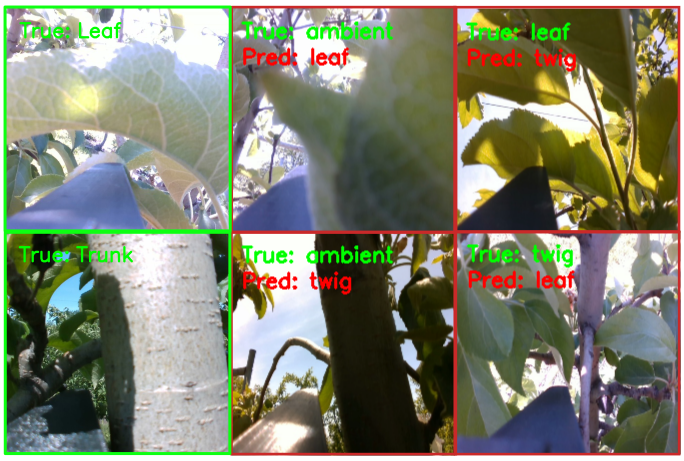 True: Leaf
True: ambient
Pred: leaf
True: leaf
Pred: twig
True: Trunk
True: ambient
Pred: twig
True: twig
Pred: leaf